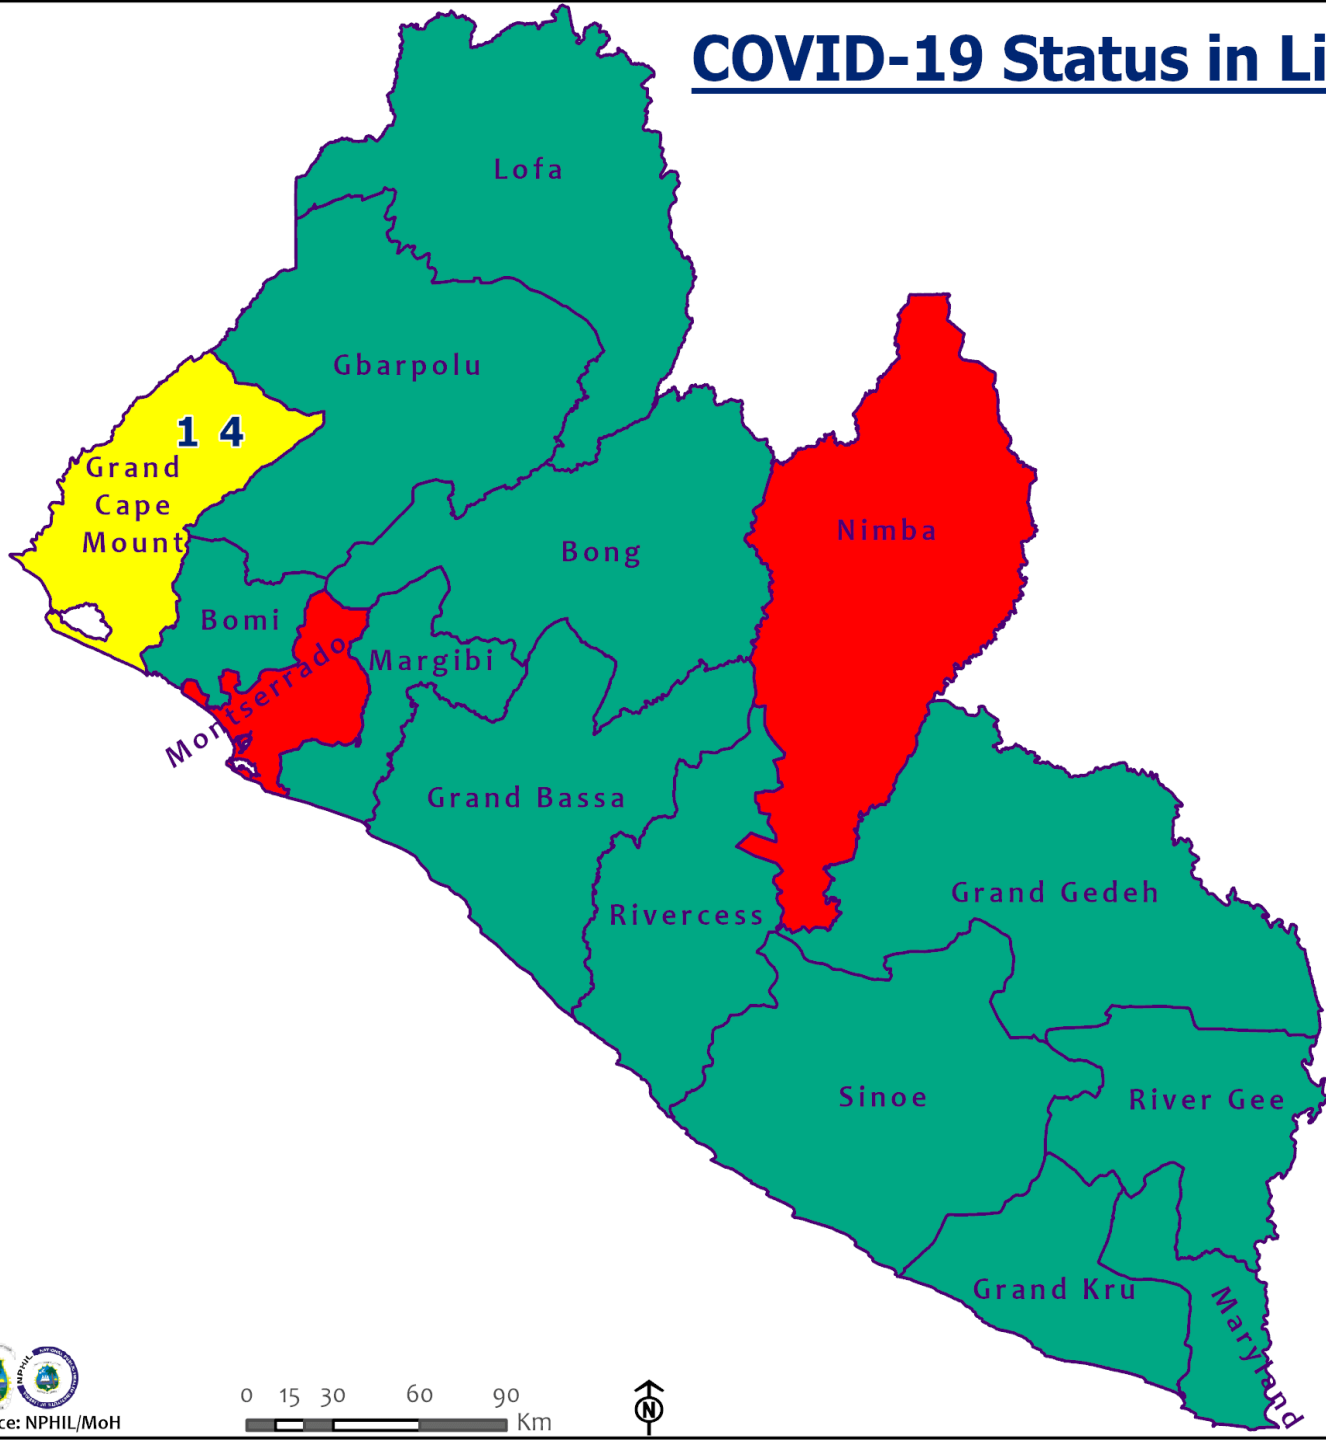 COVID-19 Status in Li
Lofa
Gbarpolu
1 4
Grand
Cape
Mount
Nimba
Bong
Bomi
Margibi
Montserrado
Grand Bassa
Grand Gedeh
Rivercess
Sinoe
River Gee
Grand Kru
Maryland
NPHIL
0 15 30 60 90
Km
N
ce: NPHIL/MoH